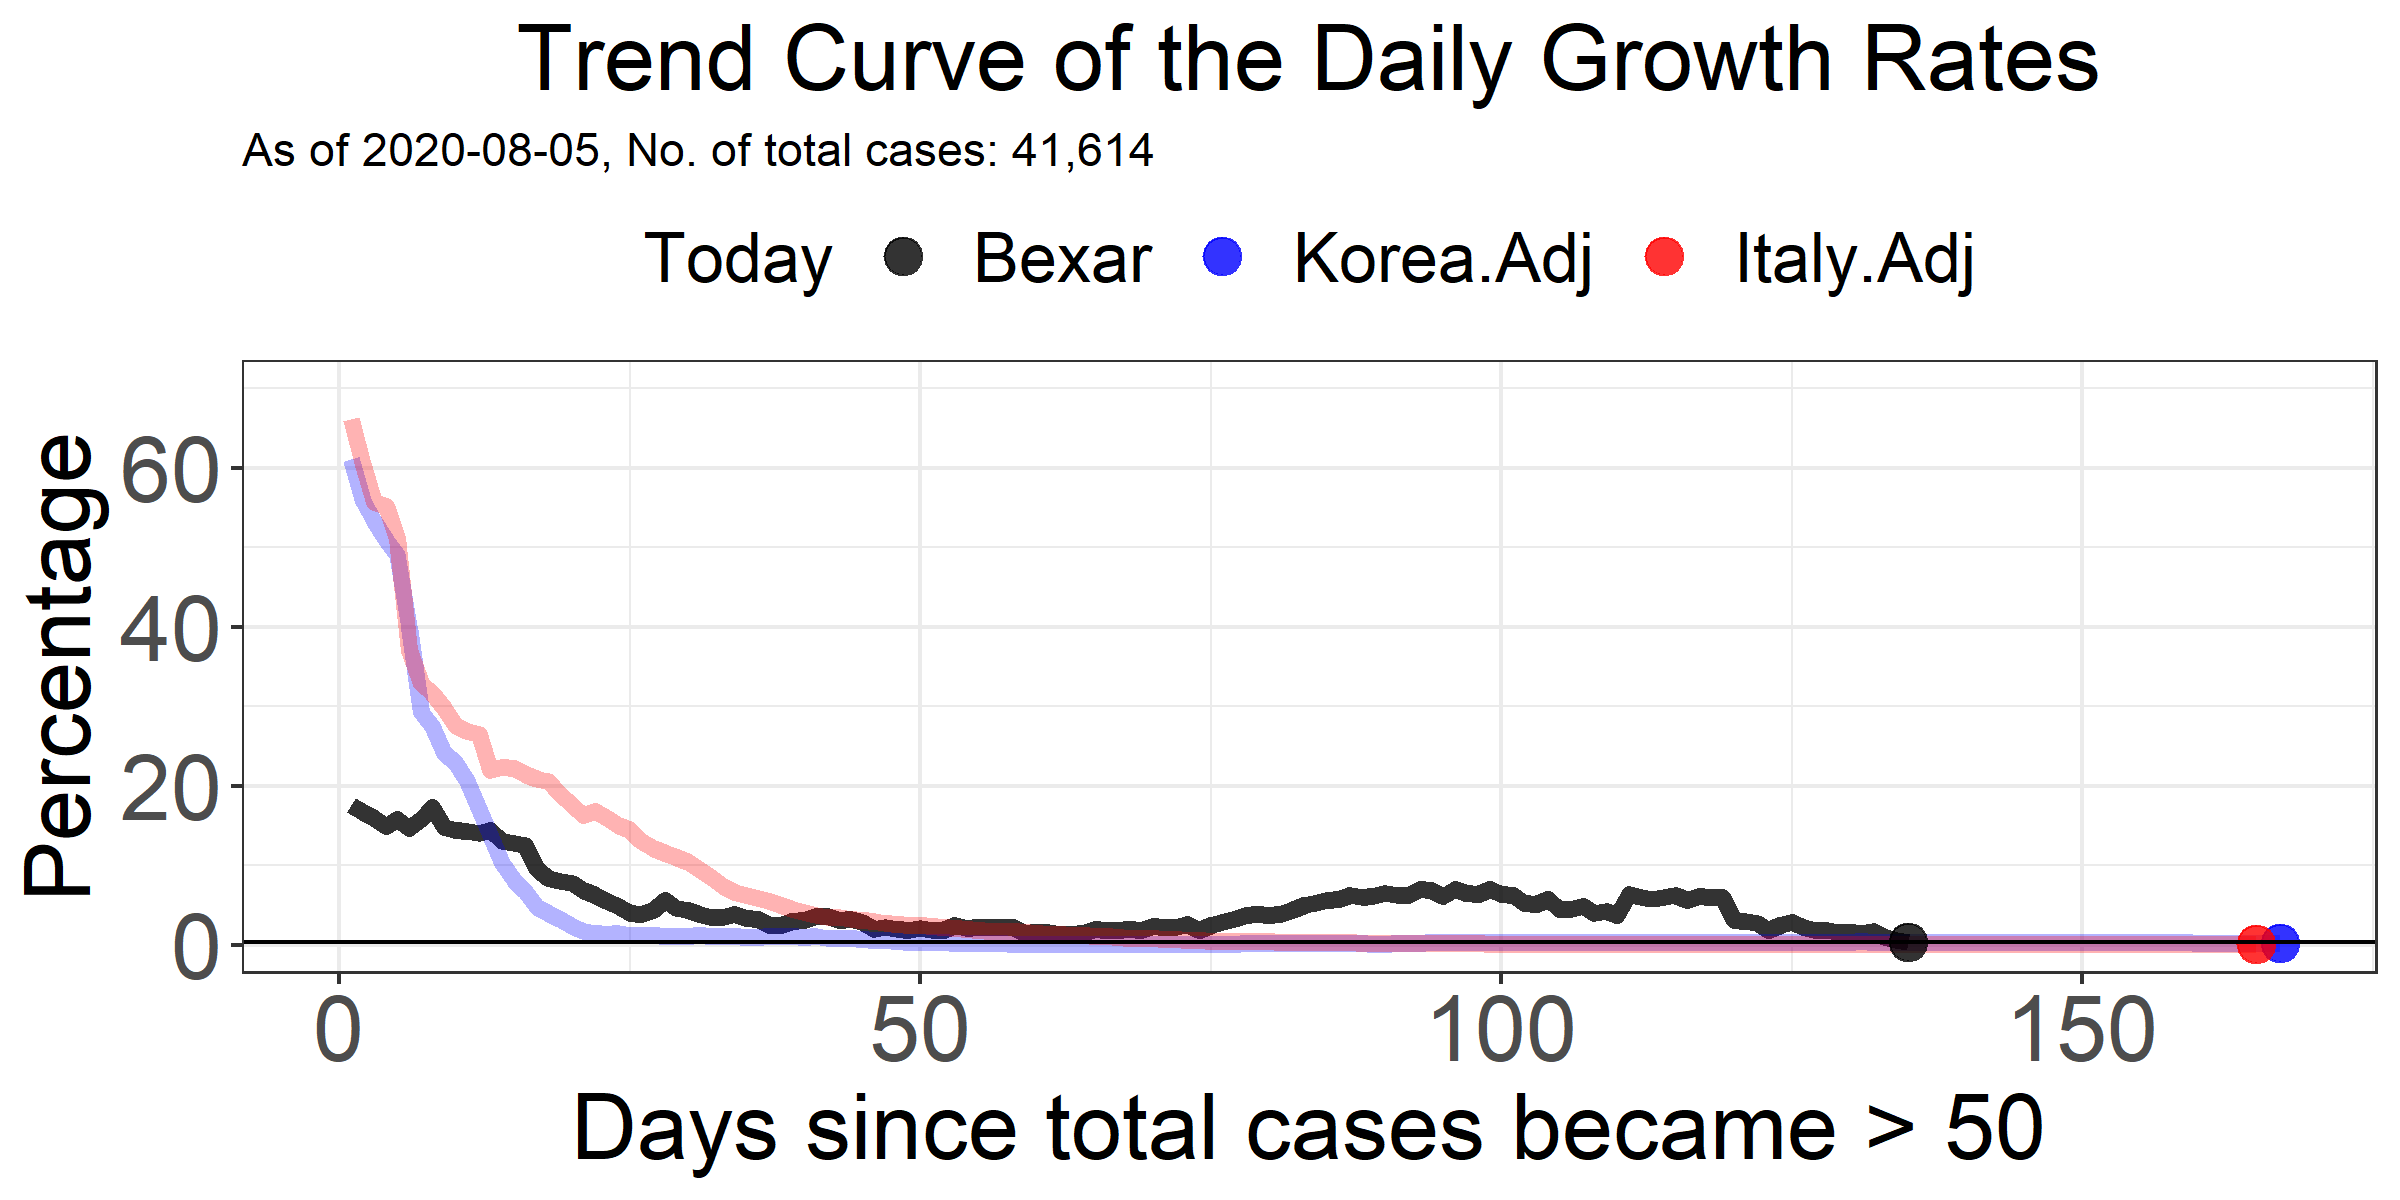 Trend Curve of the Daily Growth Rates
As of 2020-08-05, No. of total cases: 41,614
Today Bexar Korea.Adj Italy.Adj
Percentage
60
40
20
0
0 50 100 150
Days since total cases became > 50